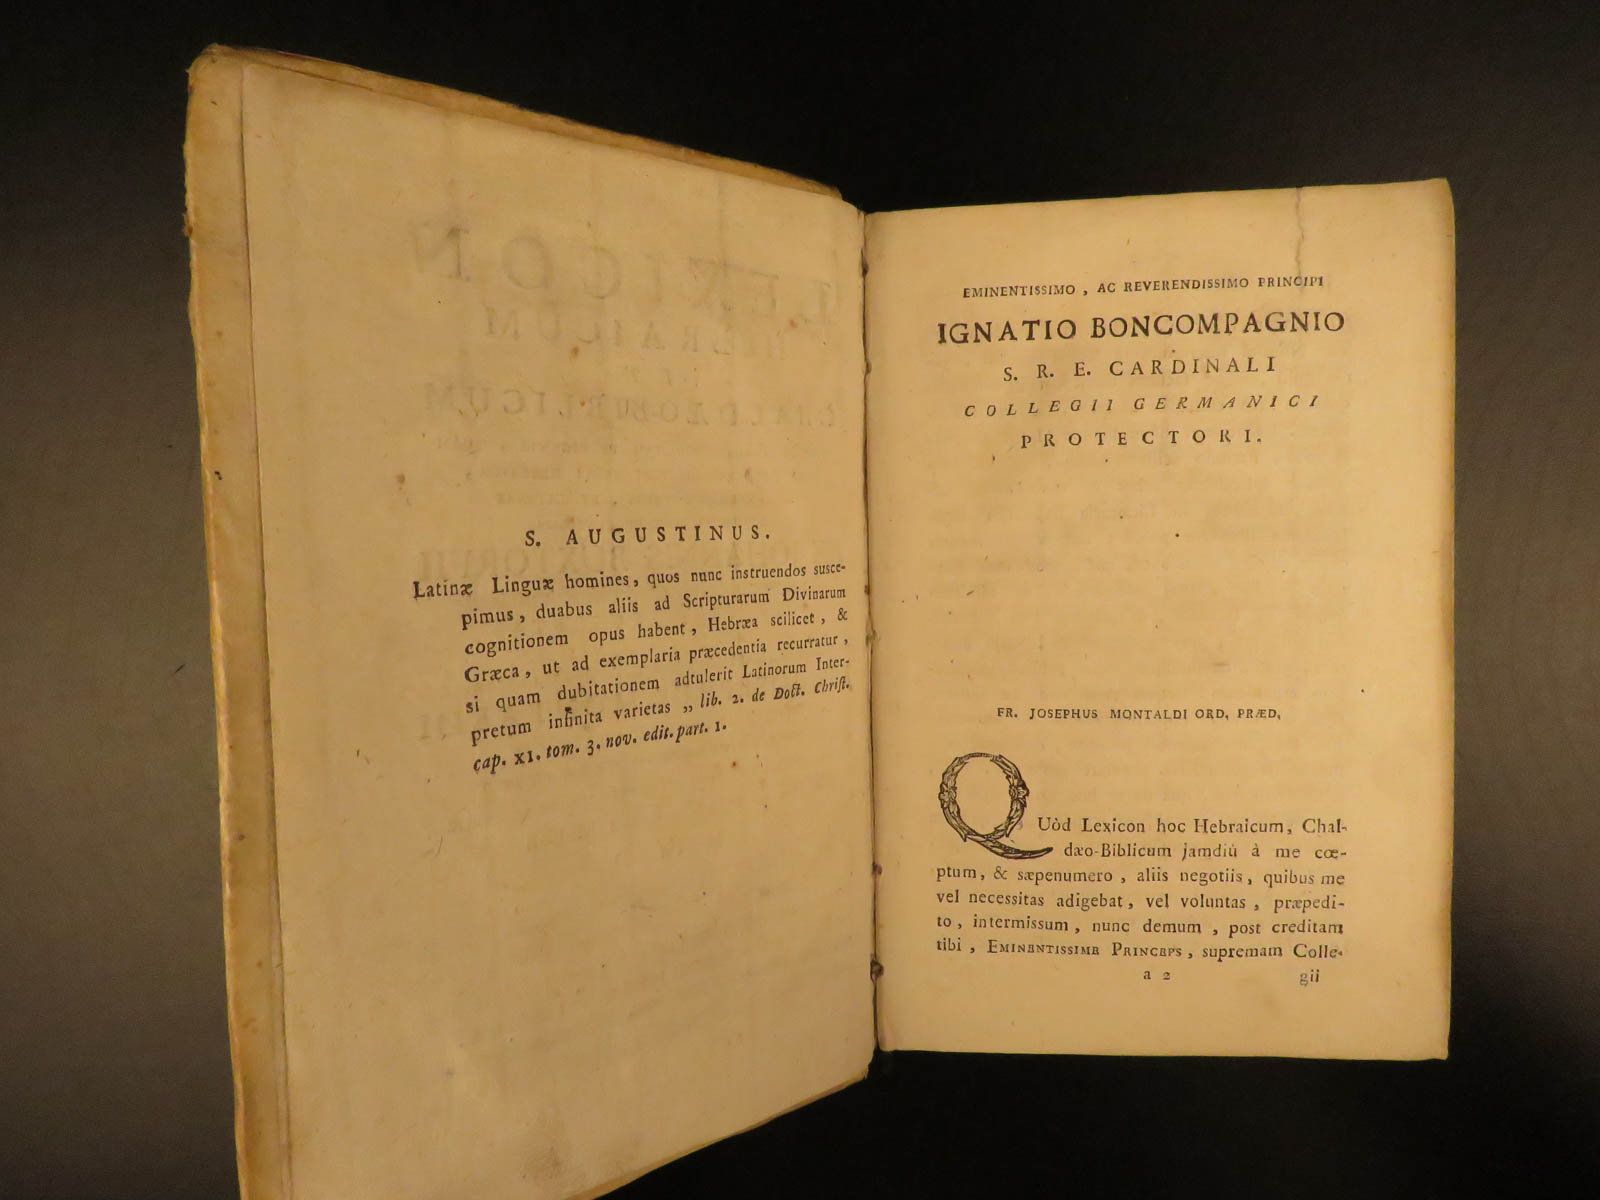 S. AUGUSTINUS.
Latinæ Linguæ homines, quos nunc instruendos susce-
pimus, duabus aliis ad Scripturarum Divinarum
cognitionem opus habent, Hebræa scilicet, &
Græca, ut ad exemplaria præcedentia recurratur,
si quam dubitationem adtulerit Latinorum Inter-
pretum infinita varietas „ lib. 2. de Doct. Christ.
cap. XI. tom. 3. nov. edit. part. 1.
EMINENTISSIMO, AC REVERENDISSIMO PRINCIPI
IGNATIO BONCOMPAGNIO
S. R. E. CARDINALI
COLLEGII GERMANICI
PROTECTORI.
FR. JOSEPHUS MONTALDI ORD, PRÆD,
QUòd Lexicon hoc Hebraicum, Chal-
dæo-Biblicum jamdiù à me cœ-
ptum, & sæpenumero, aliis negotiis, quibus me
vel necessitas adigebat, vel voluntas, præpedi-
to, intermissum, nunc demum, post creditam
tibi, EMINENTISSIME PRINCEPS, supremam Colle-
a 2 gii